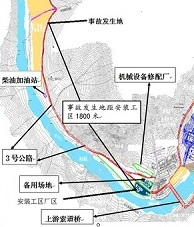 事故发生地
柴油加油站
机械设备修配厂
事故发生地距安装工
区1800米。
3号公路
备用场地
安装工区厂区
上游索道桥